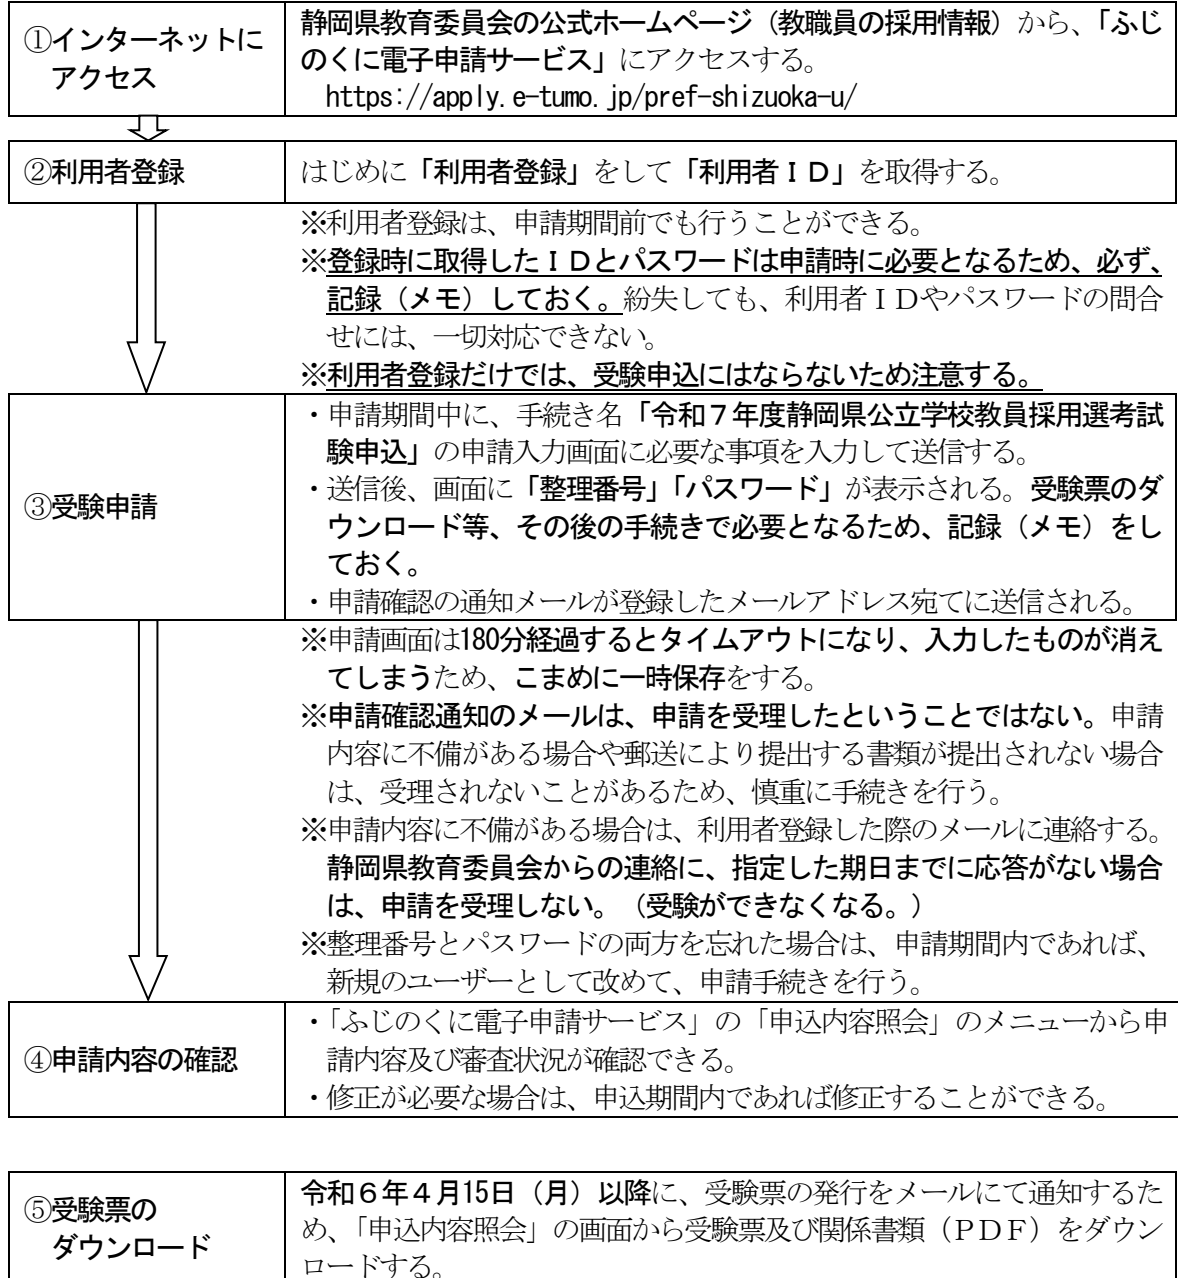 ①インターネットに
アクセス
静岡県教育委員会の公式ホームページ（教職員の採用情報）から、「ふじ
のくに電子申請サービス」にアクセスする。
https://apply.e-tumo.jp/pref-shizuoka-u/
②利用者登録
はじめに「利用者登録」をして「利用者ＩＤ」を取得する。
※利用者登録は、申請期間前でも行うことができる。
※登録時に取得したＩＤとパスワードは申請時に必要となるため、必ず、
記録（メモ）しておく。紛失しても、利用者ＩＤやパスワードの問合
せには、一切対応できない。
※利用者登録だけでは、受験申込にはならないため注意する。
③受験申請
・申請期間中に、手続き名「令和７年度静岡県公立学校教員採用選考試
験申込」の申請入力画面に必要な事項を入力して送信する。
・送信後、画面に「整理番号」「パスワード」が表示される。受験票のダ
ウンロード等、その後の手続きで必要となるため、記録（メモ）をし
ておく。
・申請確認の通知メールが登録したメールアドレス宛てに送信される。
※申請画面は180分経過するとタイムアウトになり、入力したものが消え
てしまうため、こまめに一時保存をする。
※申請確認通知のメールは、申請を受理したということではない。申請
内容に不備がある場合や郵送により提出する書類が提出されない場合
は、受理されないことがあるため、慎重に手続きを行う。
※申請内容に不備がある場合は、利用者登録した際のメールに連絡する。
静岡県教育委員会からの連絡に、指定した期日までに応答がない場合
は、申請を受理しない。（受験ができなくなる。）
※整理番号とパスワードの両方を忘れた場合は、申請期間内であれば、
新規のユーザーとして改めて、申請手続きを行う。
④申請内容の確認
・「ふじのくに電子申請サービス」の「申込内容照会」のメニューから申
請内容及び審査状況が確認できる。
・修正が必要な場合は、申込期間内であれば修正することができる。
⑤受験票の
ダウンロード
令和６年４月15日（月）以降に、受験票の発行をメールにて通知するた
め、「申込内容照会」の画面から受験票及び関係書類（ＰＤＦ）をダウン
ロードする。